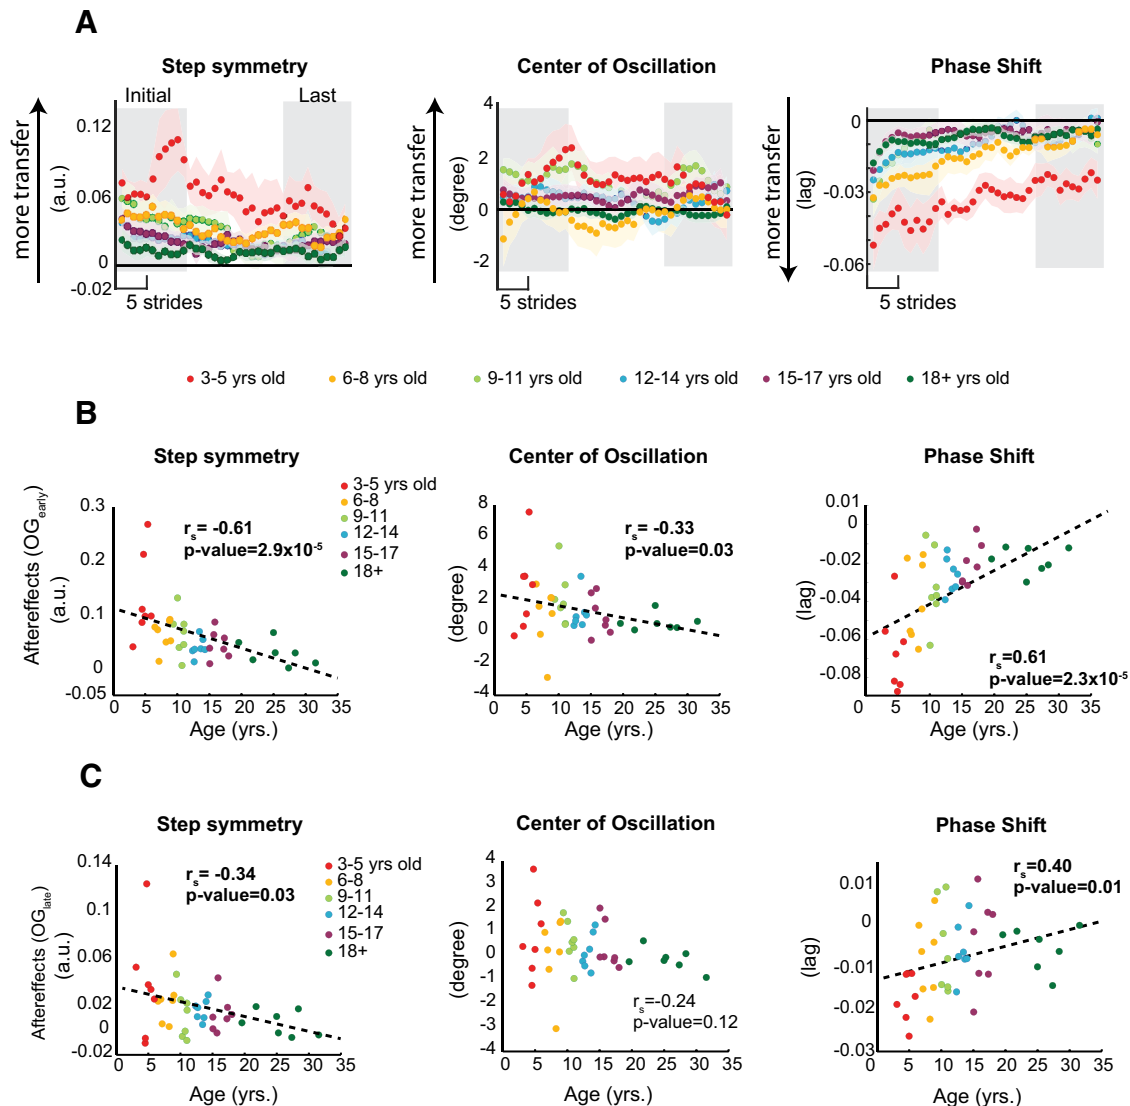 A
Step symmetry
Center of Oscillation
Phase Shift
Initial
Last
more transfer
(a.u.)
0.12
0.06
0
-0.02
5 strides
more transfer
(degree)
4
2
0
-2
5 strides
more transfer
(lag)
0
-0.03
-0.06
5 strides
3-5 yrs old
6-8 yrs old
9-11 yrs old
12-14 yrs old
15-17 yrs old
18+ yrs old
B
Step symmetry
Center of Oscillation
Phase Shift
Aftereffects (OGearly)
(a.u.)
0.3
0.2
0.1
0
-0.05
rs= -0.61
p-value=2.9x10-5
3-5 yrs old
6-8
9-11
12-14
15-17
18+
0 5 10 15 20 25 30 35
Age (yrs.)
(degree)
8
6
4
2
0
-2
-4
rs= -0.33
p-value=0.03
0 5 10 15 20 25 30 35
Age (yrs.)
(lag)
0.01
0
-0.02
-0.04
-0.06
-0.08
rs=0.61
p-value=2.3x10-5
0 5 10 15 20 25 30 35
Age (yrs.)
C
Step symmetry
Center of Oscillation
Phase Shift
Aftereffects (OGlate)
(a.u.)
0.14
0.1
0.06
0.02
0
-0.02
rs= -0.34
p-value=0.03
3-5 yrs old
6-8
9-11
12-14
15-17
18+
0 5 10 15 20 25 30 35
Age (yrs.)
(degree)
4
3
2
1
0
-1
-2
-3
-4
rs=-0.24
p-value=0.12
0 5 10 15 20 25 30 35
Age (yrs.)
(lag)
0.01
0
-0.01
-0.02
-0.03
rs=0.40
p-value=0.01
0 5 10 15 20 25 30 35
Age (yrs.)